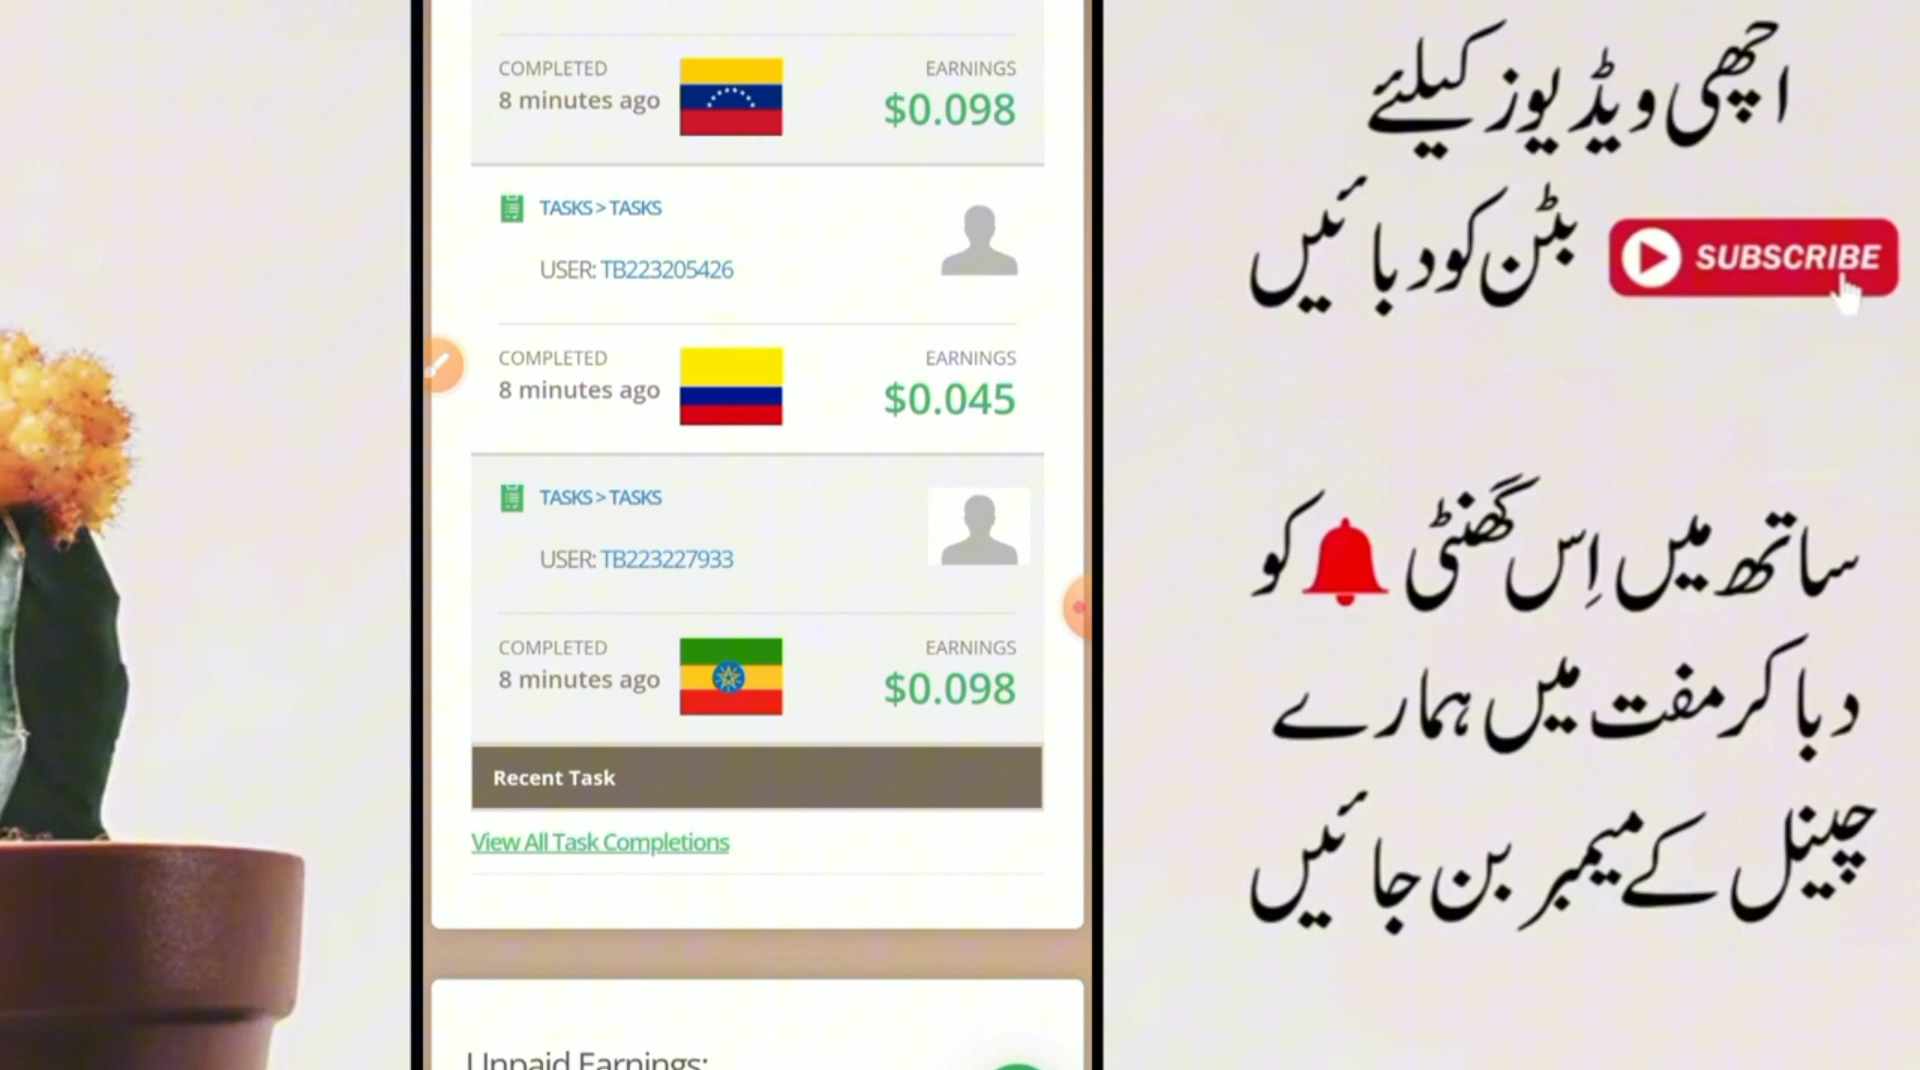 COMPLETED
8 minutes ago
EARNINGS
$0.098
TASKS > TASKS
USER: TB223205426
COMPLETED
8 minutes ago
EARNINGS
$0.045
TASKS > TASKS
USER: TB223227933
COMPLETED
8 minutes ago
EARNINGS
$0.098
Recent Task
View All Task Completions
Unpaid Earnings:
اچھی ویڈیوز کیلئے
بٹن کو دبائیں
SUBSCRIBE
ساتھ میں اِس گھنٹی کو
دبا کر مفت میں ہمارے
چینل کے میمبر بن جائیں